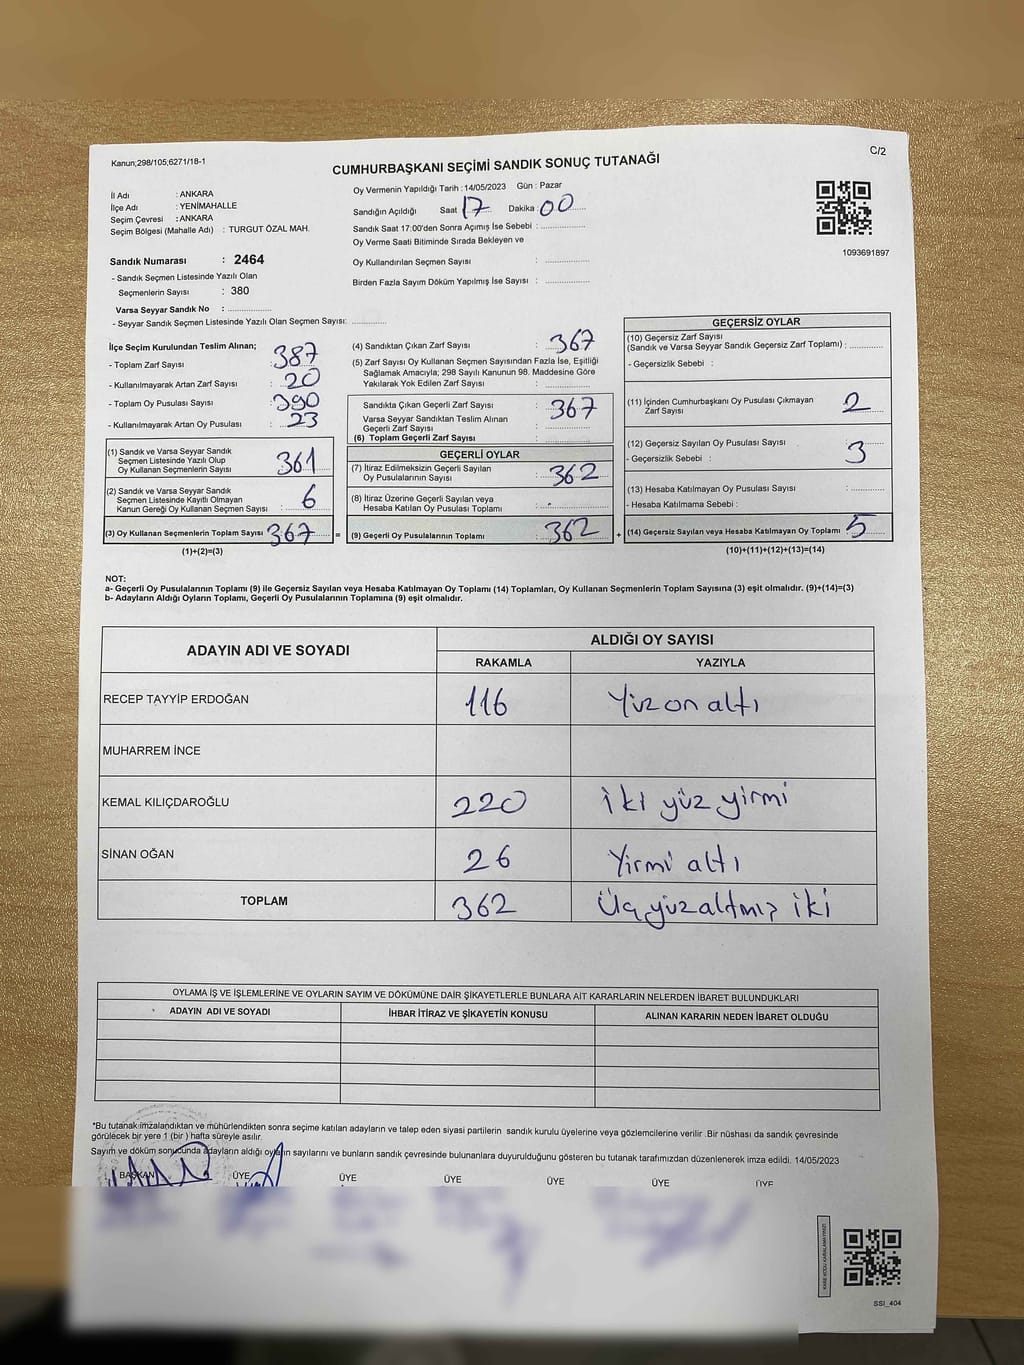 Kanun;298/105;6271/18-1
C/2
CUMHURBAŞKANI SEÇİMİ SANDIK SONUÇ TUTANAĞI
İl Adı : ANKARA
İlçe Adı : YENİMAHALLE
Seçim Çevresi : ANKARA
Seçim Bölgesi (Mahalle Adı) : TURGUT ÖZAL MAH.
Sandık Numarası : 2464
- Sandık Seçmen Listesinde Yazılı Olan
Seçmenlerin Sayısı : 380
Varsa Seyyar Sandık No : ..............
- Seyyar Sandık Seçmen Listesinde Yazılı Olan Seçmen Sayısı: ............
Oy Vermenin Yapıldığı Tarih : 14/05/2023 Gün : Pazar
Sandığın Açıldığı Saat 17 Dakika 00
Sandık Saat 17:00'den Sonra Açımış İse Sebebi : ..............
Oy Verme Saati Bitiminde Sırada Bekleyen ve
Oy Kullandırılan Seçmen Sayısı : ..............
Birden Fazla Sayım Döküm Yapılmış İse Sayısı : ..............
1093691897
İlçe Seçim Kurulundan Teslim Alınan;
- Toplam Zarf Sayısı : 387
- Kullanılmayarak Artan Zarf Sayısı : 20
- Toplam Oy Pusulası Sayısı : 390
- Kullanılmayarak Artan Oy Pusulası : 23
(1) Sandık ve Varsa Seyyar Sandık
Seçmen Listesinde Yazılı Olup
Oy Kullanan Seçmenlerin Sayısı : 361
(2) Sandık ve Varsa Seyyar Sandık
Seçmen Listesinde Kayıtlı Olmayan
Kanun Gereği Oy Kullanan Seçmen Sayısı : 6
(3) Oy Kullanan Seçmenlerin Toplam Sayısı : 367
(1)+(2)=(3)
(4) Sandıktan Çıkan Zarf Sayısı : 367
(5) Zarf Sayısı Oy Kullanan Seçmen Sayısından Fazla İse, Eşitliği
Sağlamak Amacıyla; 298 Sayılı Kanunun 98. Maddesine Göre
Yakılarak Yok Edilen Zarf Sayısı : ..............
Sandıkta Çıkan Geçerli Zarf Sayısı : 367
Varsa Seyyar Sandıktan Teslim Alınan
Geçerli Zarf Sayısı : ..............
(6) Toplam Geçerli Zarf Sayısı : ..............
GEÇERLİ OYLAR
(7) İtiraz Edilmeksizin Geçerli Sayılan
Oy Pusulalarının Sayısı : 362
(8) İtiraz Üzerine Geçerli Sayılan veya
Hesaba Katılan Oy Pusulası Toplamı : ..............
= (9) Geçerli Oy Pusulalarının Toplamı : 362 +
GEÇERSİZ OYLAR
(10) Geçersiz Zarf Sayısı
(Sandık ve Varsa Seyyar Sandık Geçersiz Zarf Toplamı) : ............
- Geçersizlik Sebebi :
(11) İçinden Cumhurbaşkanı Oy Pusulası Çıkmayan
Zarf Sayısı : 2
(12) Geçersiz Sayılan Oy Pusulası Sayısı : 3
- Geçersizlik Sebebi :
(13) Hesaba Katılmayan Oy Pusulası Sayısı : ............
- Hesaba Katılmama Sebebi :
(14) Geçersiz Sayılan veya Hesaba Katılmayan Oy Toplamı : 5
(10)+(11)+(12)+(13)=(14)
NOT:
a- Geçerli Oy Pusulalarının Toplamı (9) ile Geçersiz Sayılan veya Hesaba Katılmayan Oy Toplamı (14) Toplamları, Oy Kullanan Seçmenlerin Toplam Sayısına (3) eşit olmalıdır. (9)+(14)=(3)
b- Adayların Aldığı Oyların Toplamı, Geçerli Oy Pusulalarının Toplamına (9) eşit olmalıdır.
ADAYIN ADI VE SOYADI ALDIĞI OY SAYISI
RAKAMLA YAZIYLA
RECEP TAYYİP ERDOĞAN 116 Yüz on altı
MUHARREM İNCE
KEMAL KILIÇDAROĞLU 220 İki yüz yirmi
SİNAN OĞAN 26 Yirmi altı
TOPLAM 362 Üç yüz altmış iki
OYLAMA İŞ VE İŞLEMLERİNE VE OYLARIN SAYIM VE DÖKÜMÜNE DAİR ŞİKAYETLERLE BUNLARA AİT KARARLARIN NELERDEN İBARET BULUNDUKLARI
ADAYIN ADI VE SOYADI İHBAR İTİRAZ VE ŞİKAYETİN KONUSU ALINAN KARARIN NEDEN İBARET OLDUĞU
*Bu tutanak imzalandıktan ve mühürlendikten sonra seçime katılan adayların ve talep eden siyasi partilerin sandık kurulu üyelerine veya gözlemcilerine verilir .Bir nüshası da sandık çevresinde
görülecek bir yere 1 (bir ) hafta süreyle asılır.
Sayım ve döküm sonucunda adayların aldığı oyların sayılarını ve bunların sandık çevresinde bulunanlara duyurulduğunu gösteren bu tutanak tarafımızdan düzenlenerek imza edildi. 14/05/2023
BAŞKAN ÜYE ÜYE ÜYE ÜYE ÜYE ÜYE
SSI_404